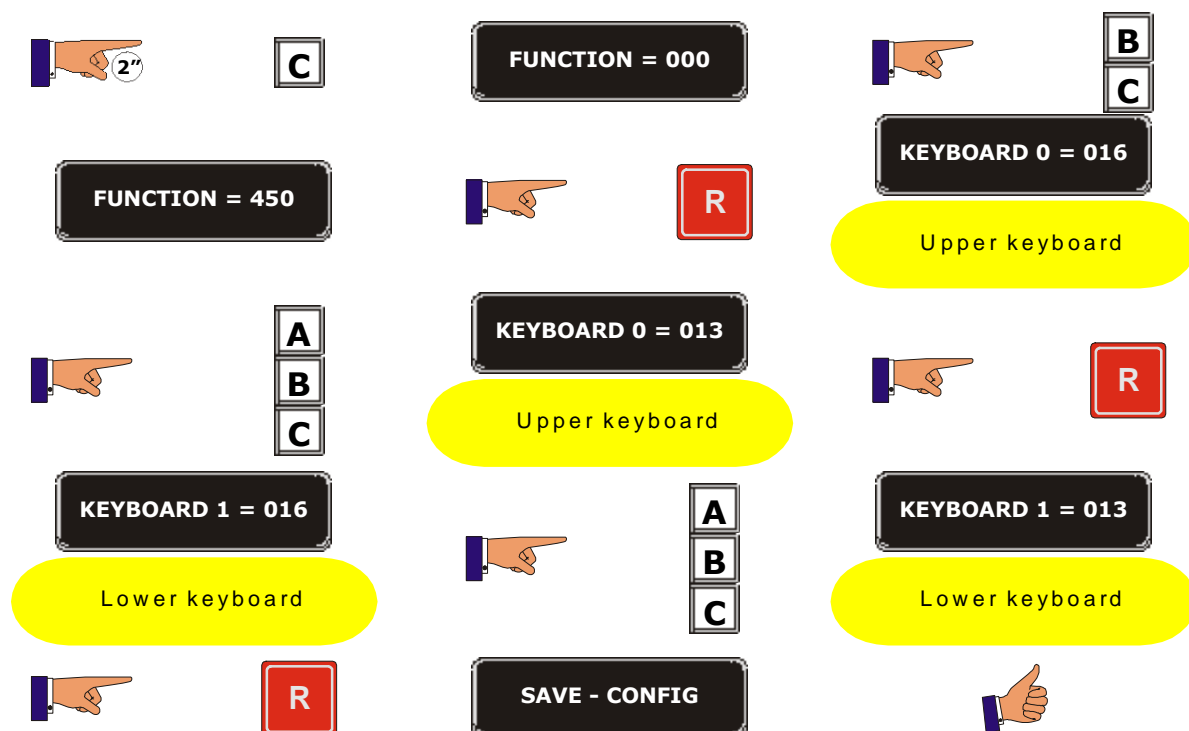 2”
C
FUNCTION = 000
B
C
FUNCTION = 450
R
KEYBOARD 0 = 016
Upper keyboard
A
B
C
KEYBOARD 0 = 013
Upper keyboard
R
KEYBOARD 1 = 016
Lower keyboard
A
B
C
KEYBOARD 1 = 013
Lower keyboard
R
SAVE - CONFIG